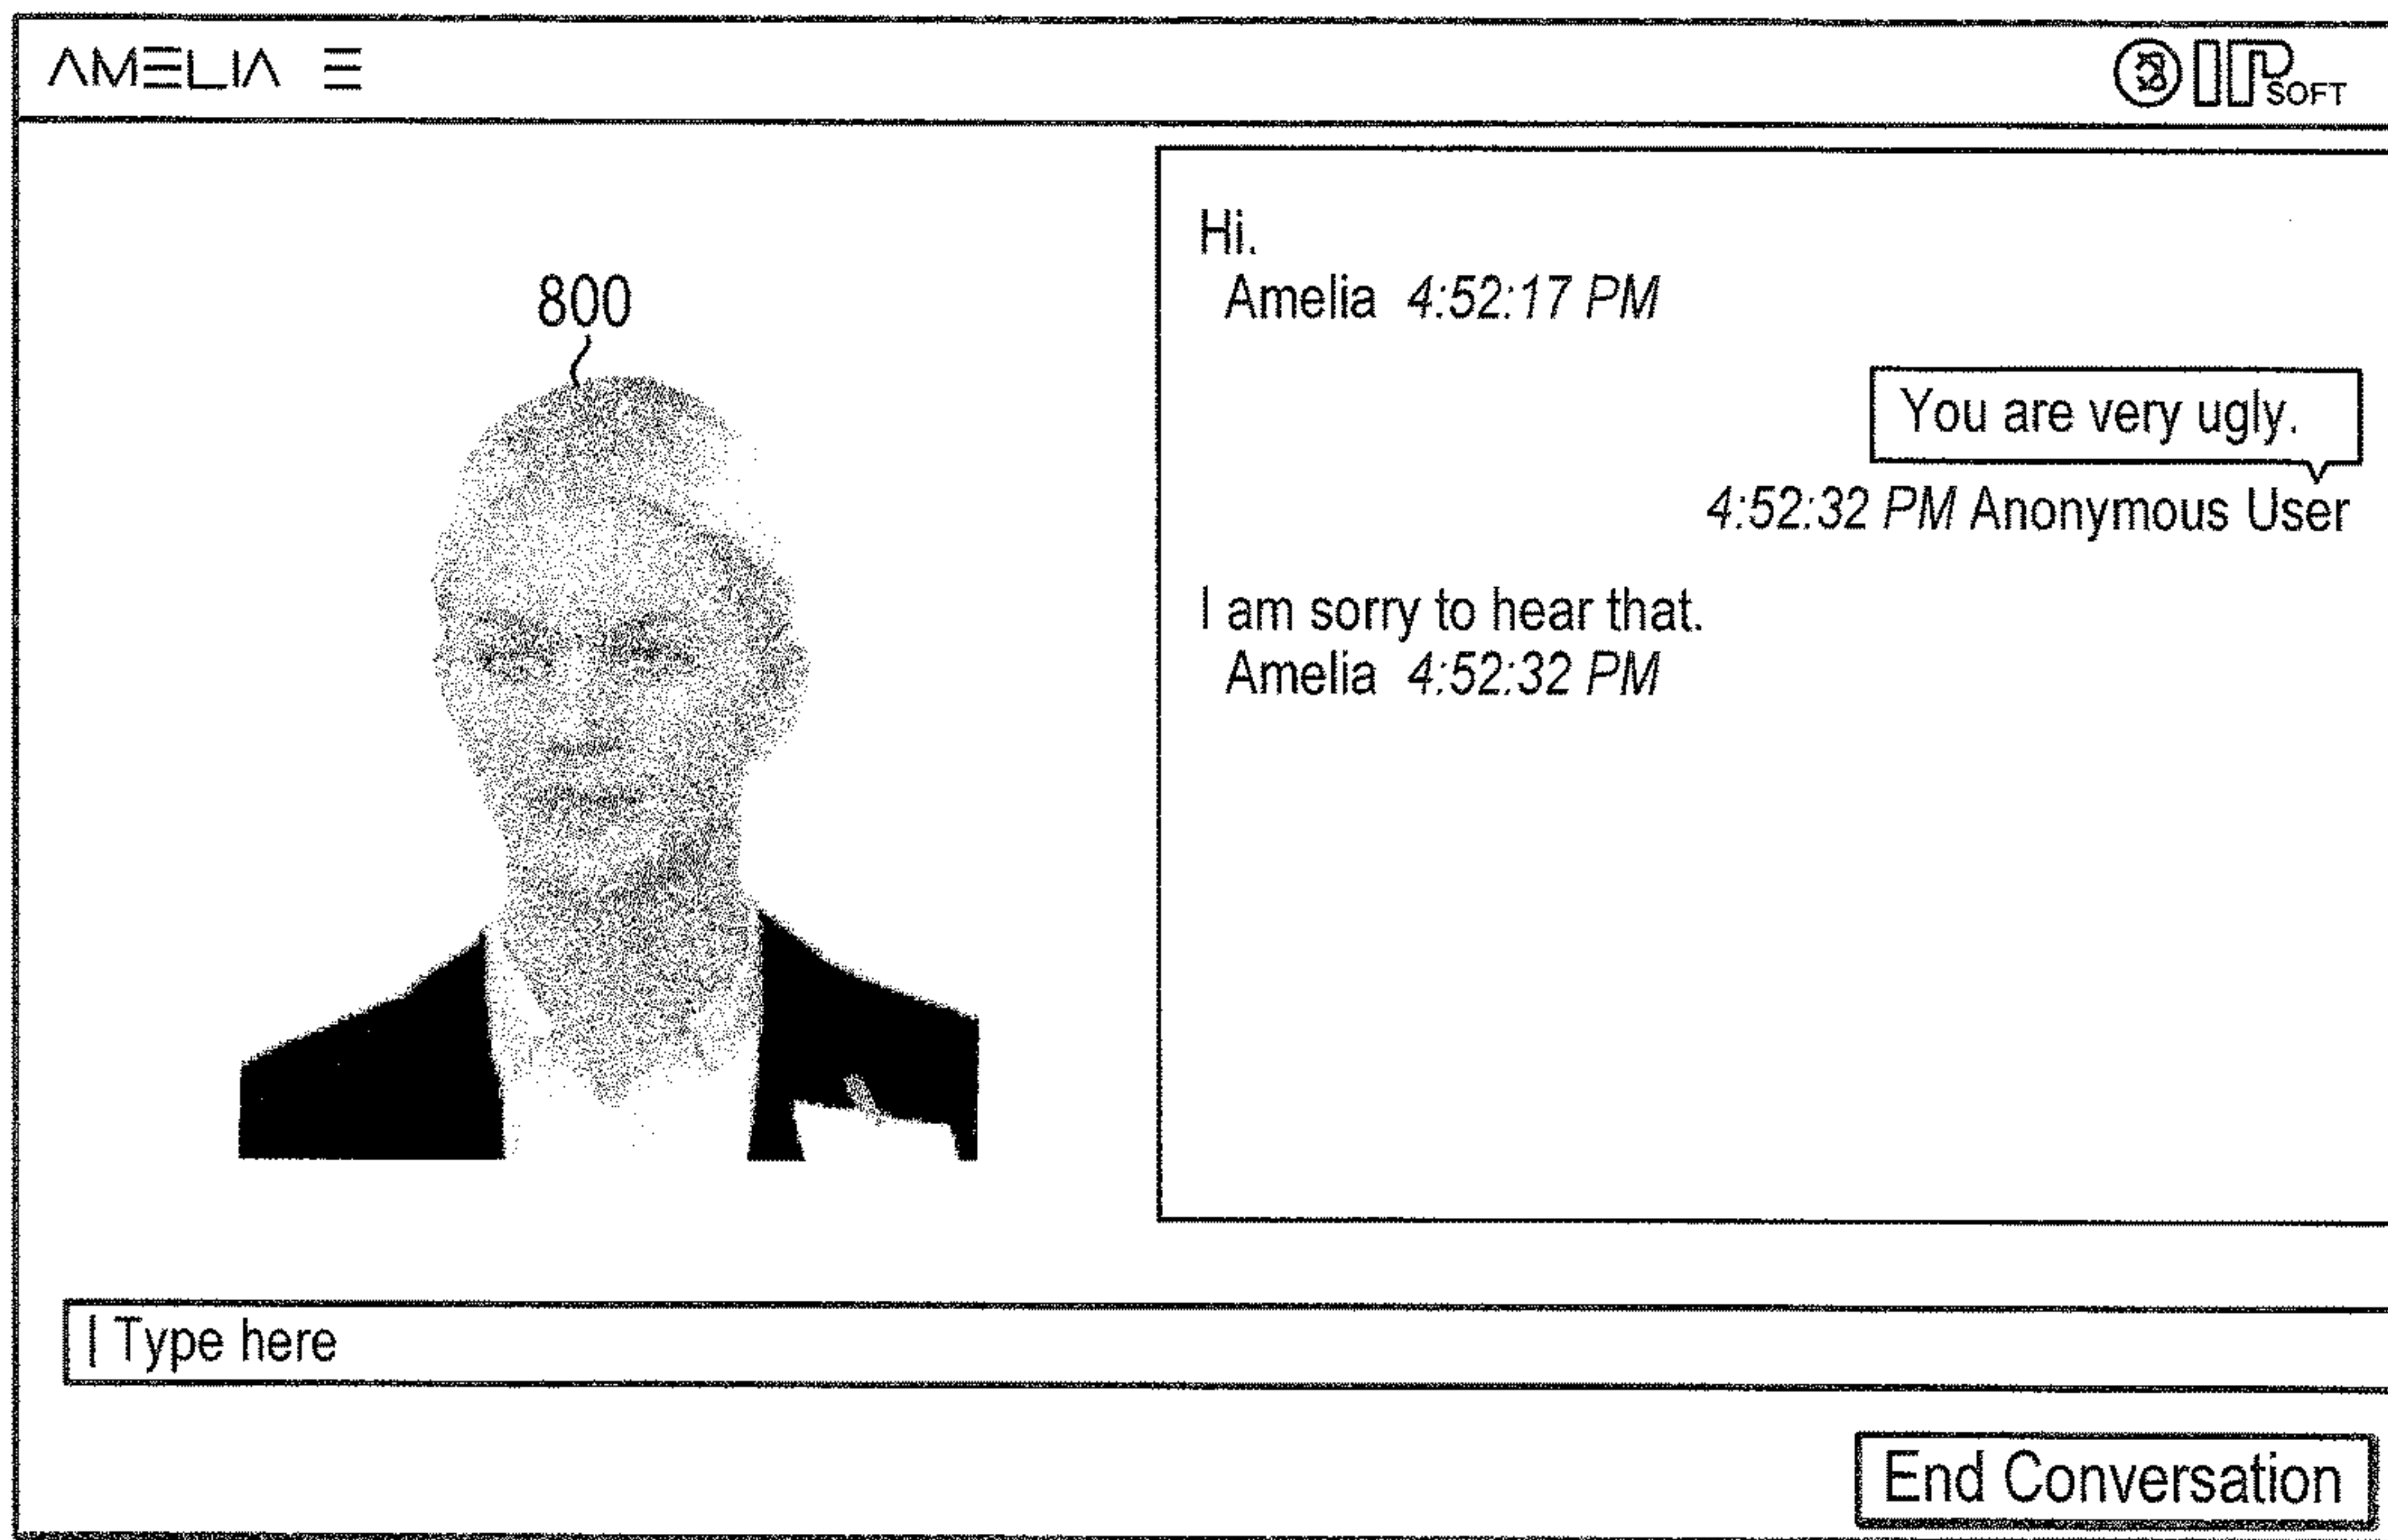 AMELIA
IPSOFT
800
Hi.
Amelia 4:52:17 PM
You are very ugly.
4:52:32 PM Anonymous User
I am sorry to hear that.
Amelia 4:52:32 PM
Type here
End Conversation